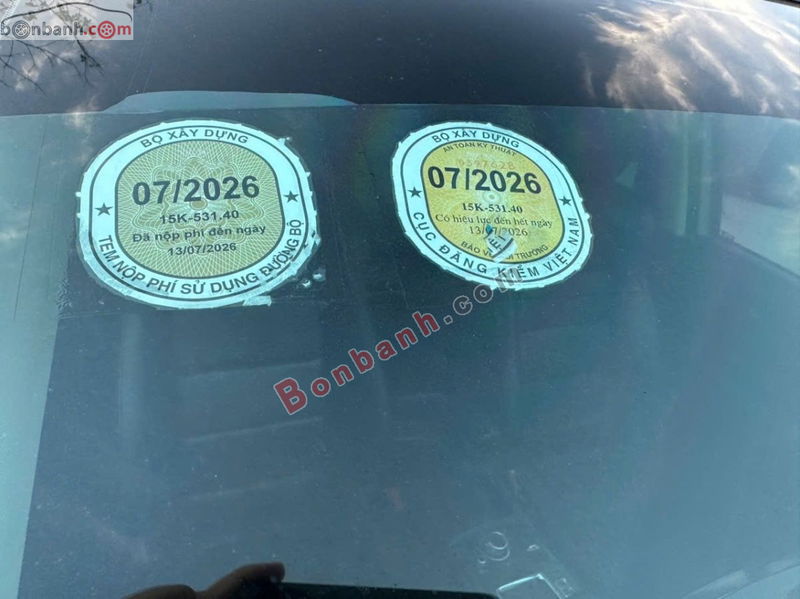 bonbanh.com
BỘ XÂY DỰNG
07/2026
15K-531.40
Đã nộp phí đến ngày
13/07/2026
TEM NỘP PHÍ SỬ DỤNG ĐƯỜNG BỘ
BỘ XÂY DỰNG
AN TOÀN KỸ THUẬT
07/2026
15K-531.40
Có hiệu lực đến hết ngày
13/07/2026
BẢO VỆ MÔI TRƯỜNG
CỤC ĐĂNG KIỂM VIỆT NAM
Bonbanh.com